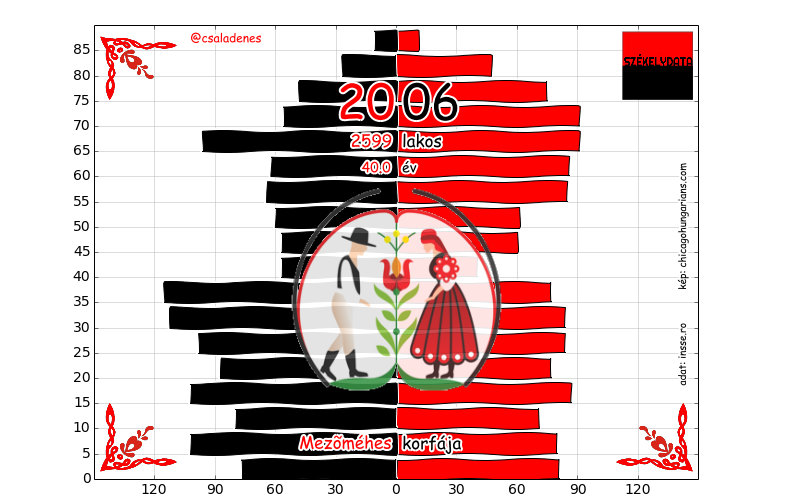 @csaladenes
SZÉKELYDATA
2006
2599 lakos
40.0 év
kép: chicagohungarians.com
adat: insse.ro
Mezőméhes korfája
85
80
75
70
65
60
55
50
45
40
35
30
25
20
15
10
5
0
120 90 60 30 0 30 60 90 120